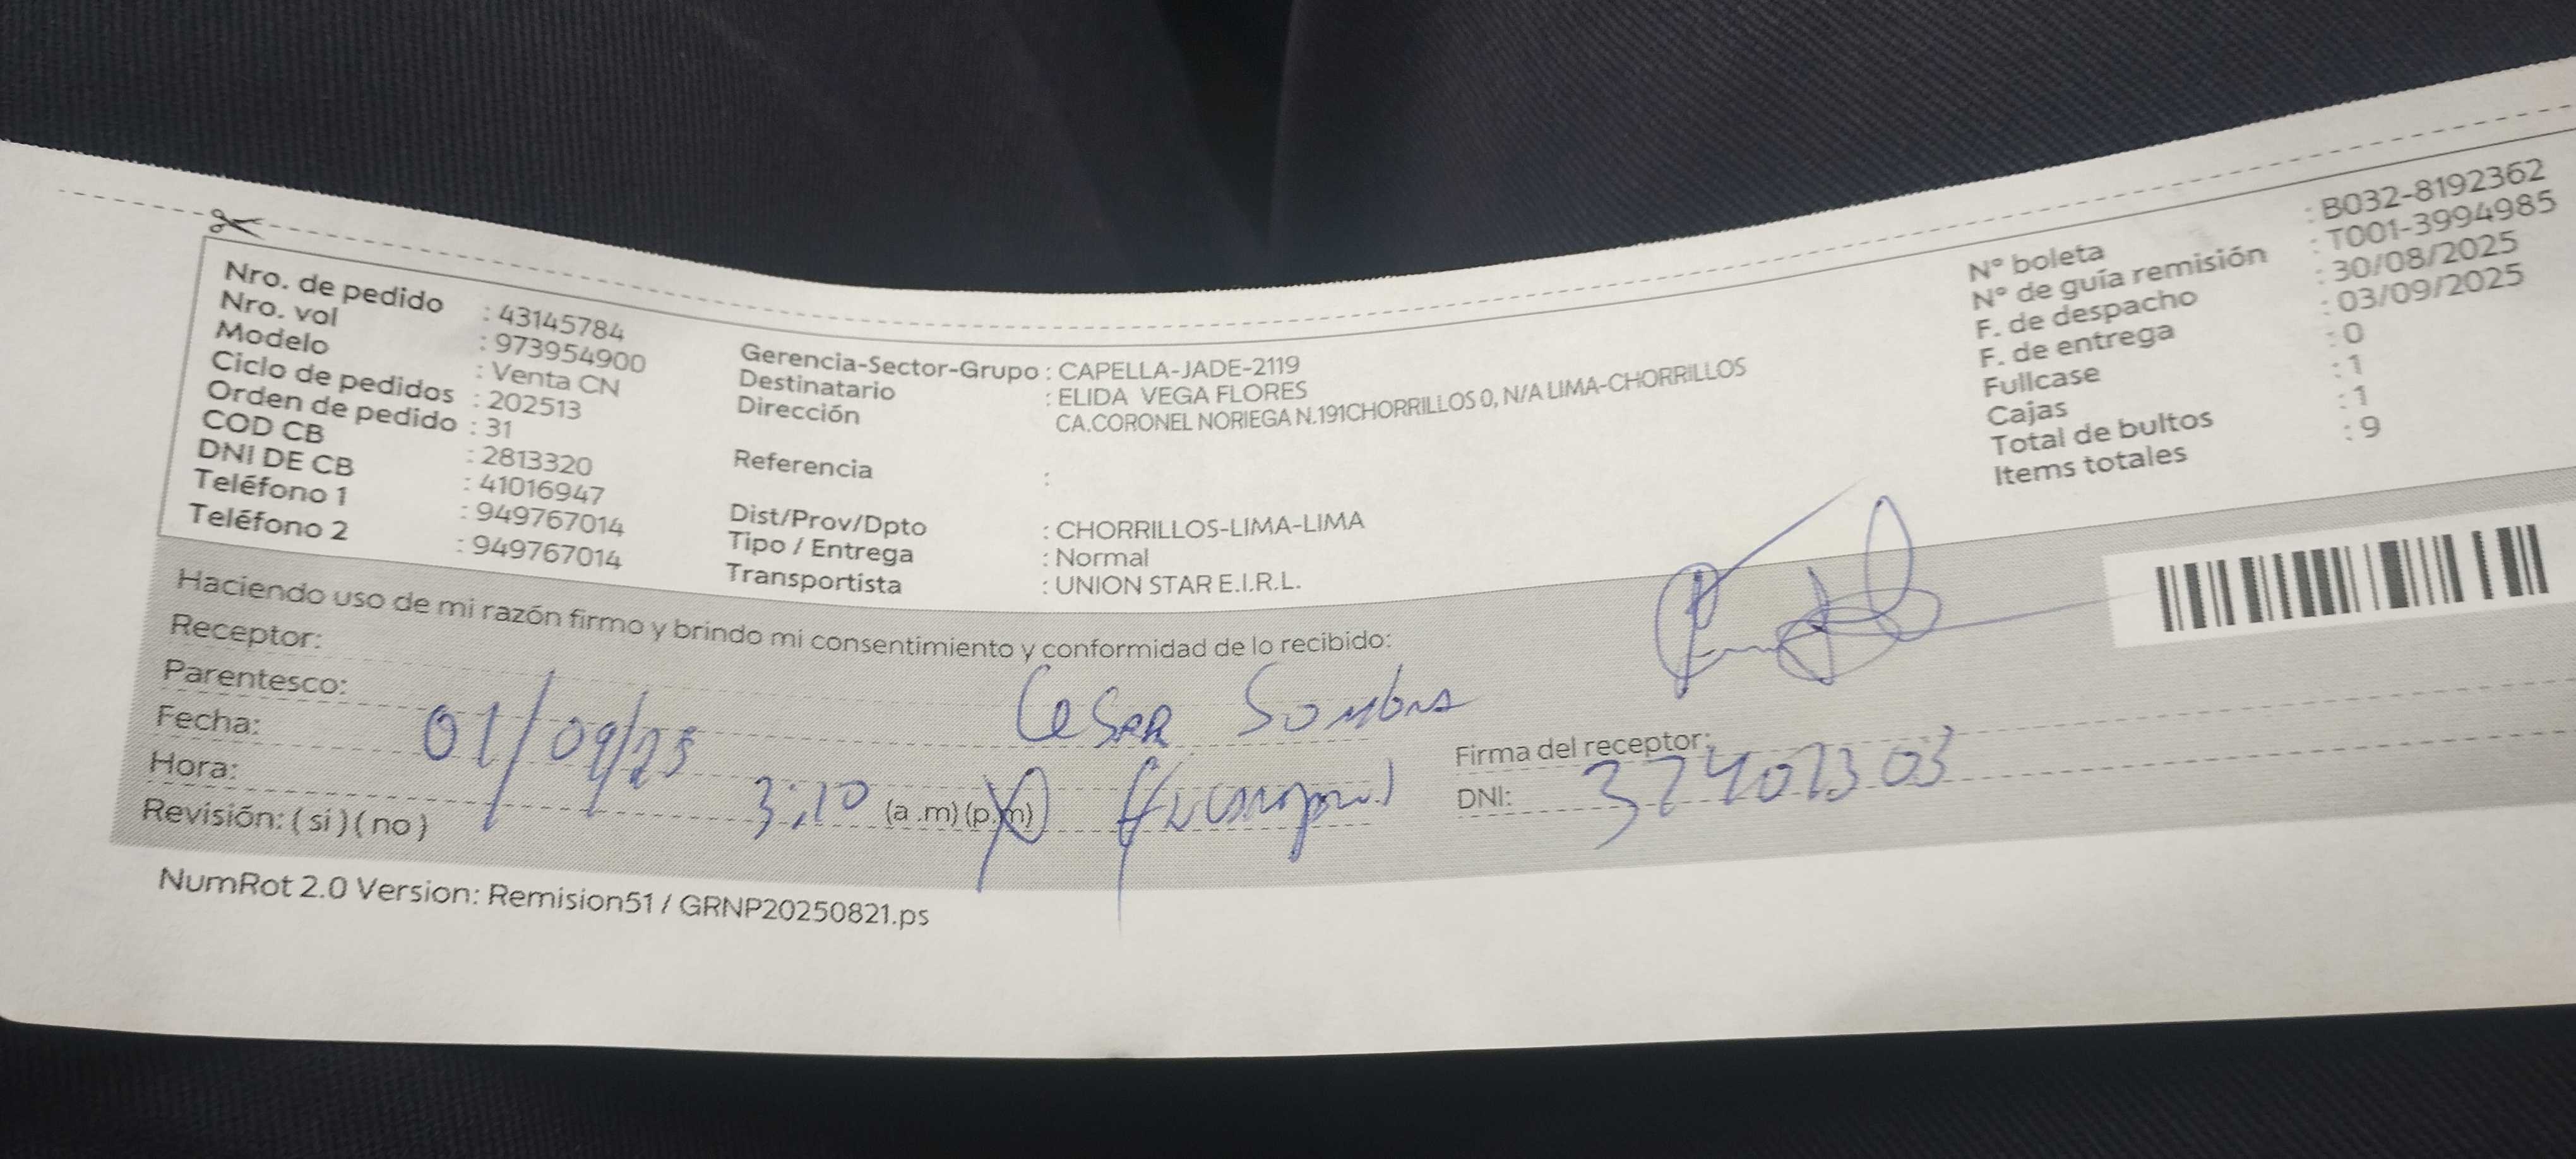 Nro. de pedido : 43145784
Nro. vol : 973954900
Modelo : Venta CN
Ciclo de pedidos : 202513
Orden de pedido : 31
COD CB : 2813320
DNI DE CB : 41016947
Teléfono 1 : 949767014
Teléfono 2 : 949767014
Gerencia-Sector-Grupo : CAPELLA-JADE-2119
Destinatario : ELIDA VEGA FLORES
Dirección CA.CORONEL NORIEGA N.191CHORRILLOS 0, N/A LIMA-CHORRILLOS
Referencia :
Dist/Prov/Dpto : CHORRILLOS-LIMA-LIMA
Tipo / Entrega : Normal
Transportista : UNION STAR E.I.R.L.
N° boleta : B032-8192362
N° de guía remisión : T001-3994985
F. de despacho : 30/08/2025
F. de entrega : 03/09/2025
Fullcase : 0
Cajas : 1
Total de bultos : 1
Items totales : 9
Haciendo uso de mi razón firmo y brindo mi consentimiento y conformidad de lo recibido:
Receptor: Cesar
Parentesco:
Fecha: 01/09/25
Hora: 3:10 (a .m) (p.m)
Revisión: ( si ) ( no )
Firma del receptor:
DNI:
NumRot 2.0 Version: Remision51 / GRNP20250821.ps